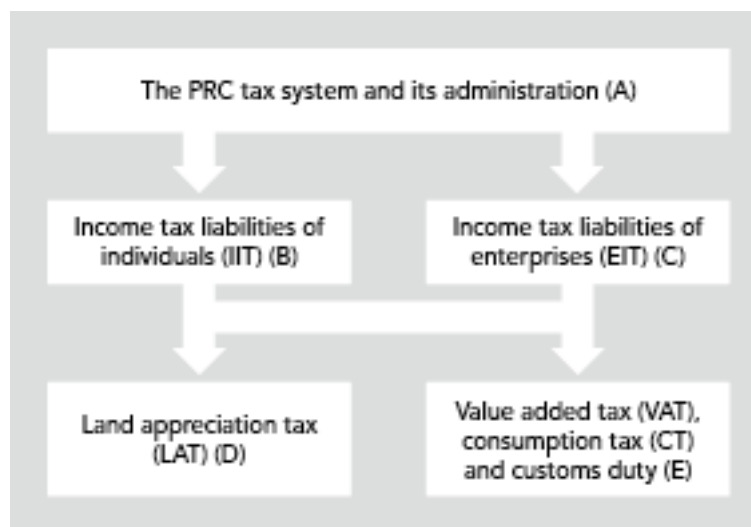 The PRC tax system and its administration (A)
Income tax liabilities of
individuals (IIT) (B)
Income tax liabilities of
enterprises (EIT) (C)
Land appreciation tax
(LAT) (D)
Value added tax (VAT),
consumption tax (CT)
and customs duty (E)